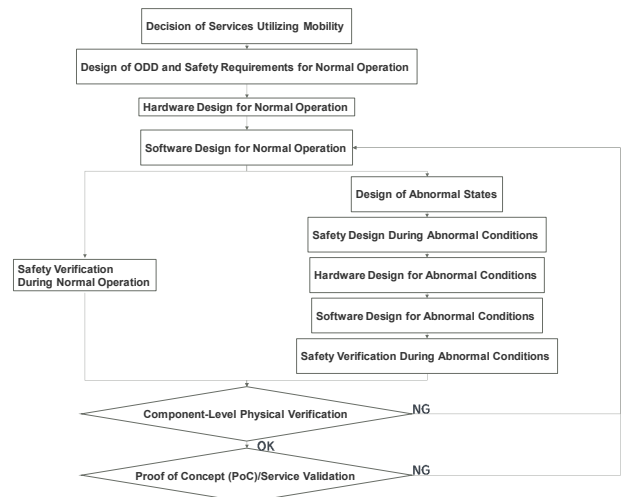 Decision of Services Utilizing Mobility
Design of ODD and Safety Requirements for Normal Operation
Hardware Design for Normal Operation
Software Design for Normal Operation
Design of Abnormal States
Safety Design During Abnormal Conditions
Safety Verification
During Normal Operation
Hardware Design for Abnormal Conditions
Software Design for Abnormal Conditions
Safety Verification During Abnormal Conditions
Component-Level Physical Verification
NG
OK
Proof of Concept (PoC)/Service Validation
NG